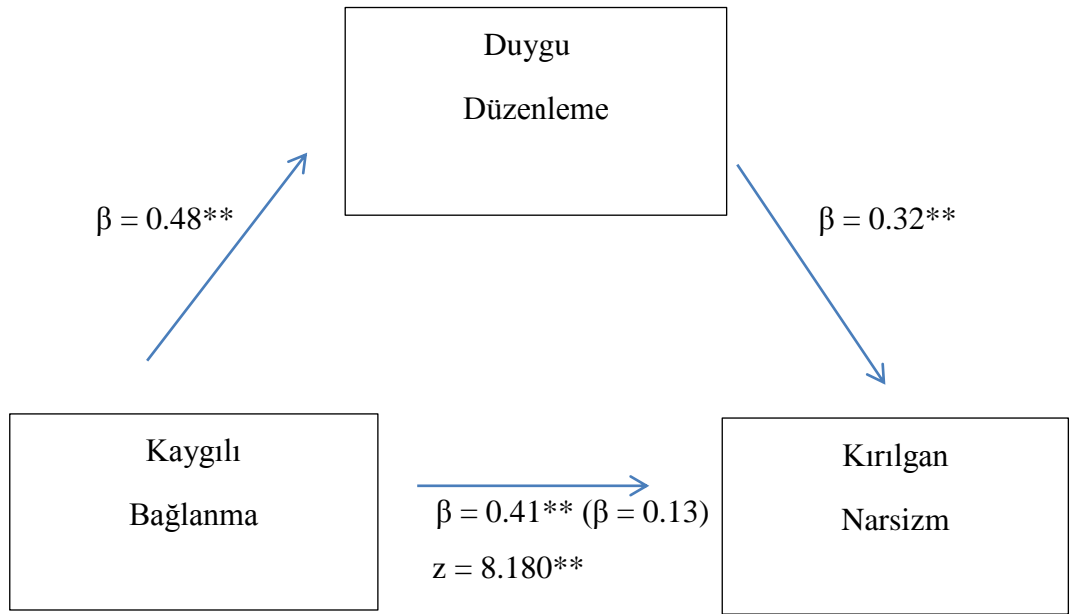 Duygu
Düzenleme
β = 0.48**
β = 0.32**
Kaygılı
Bağlanma
β = 0.41** (β = 0.13)
z = 8.180**
Kırılgan
Narsizm